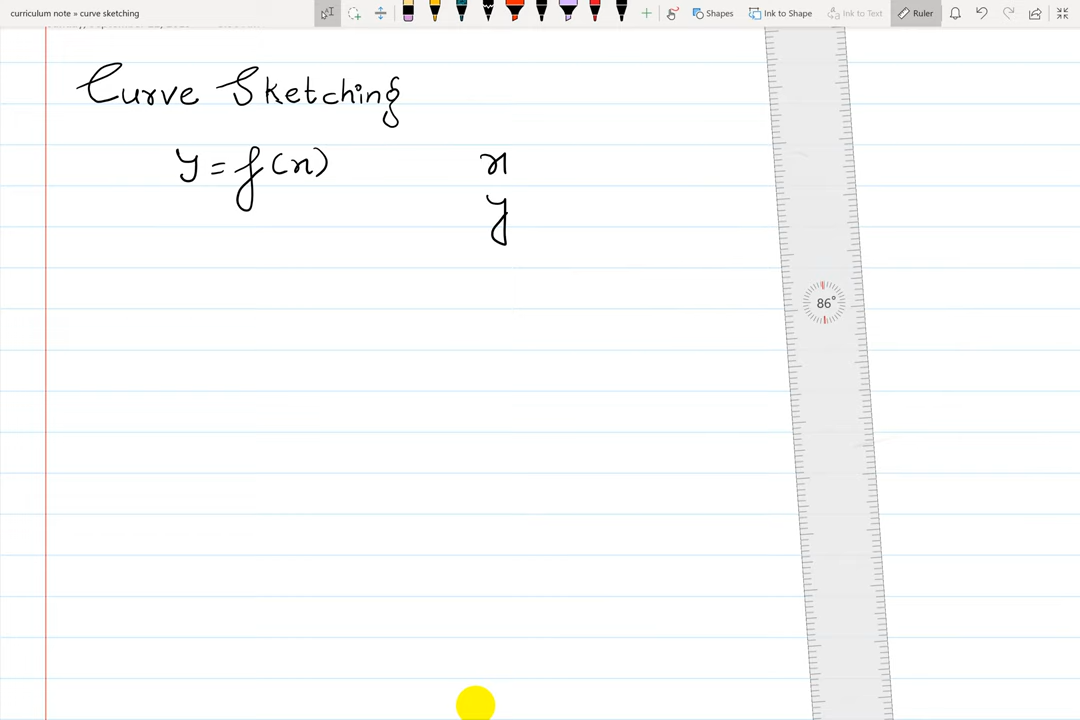 curriculum note » curve sketching
Shapes Ink to Shape Ink to Text Ruler
Curve Sketching
y = f(x) x
y
86°